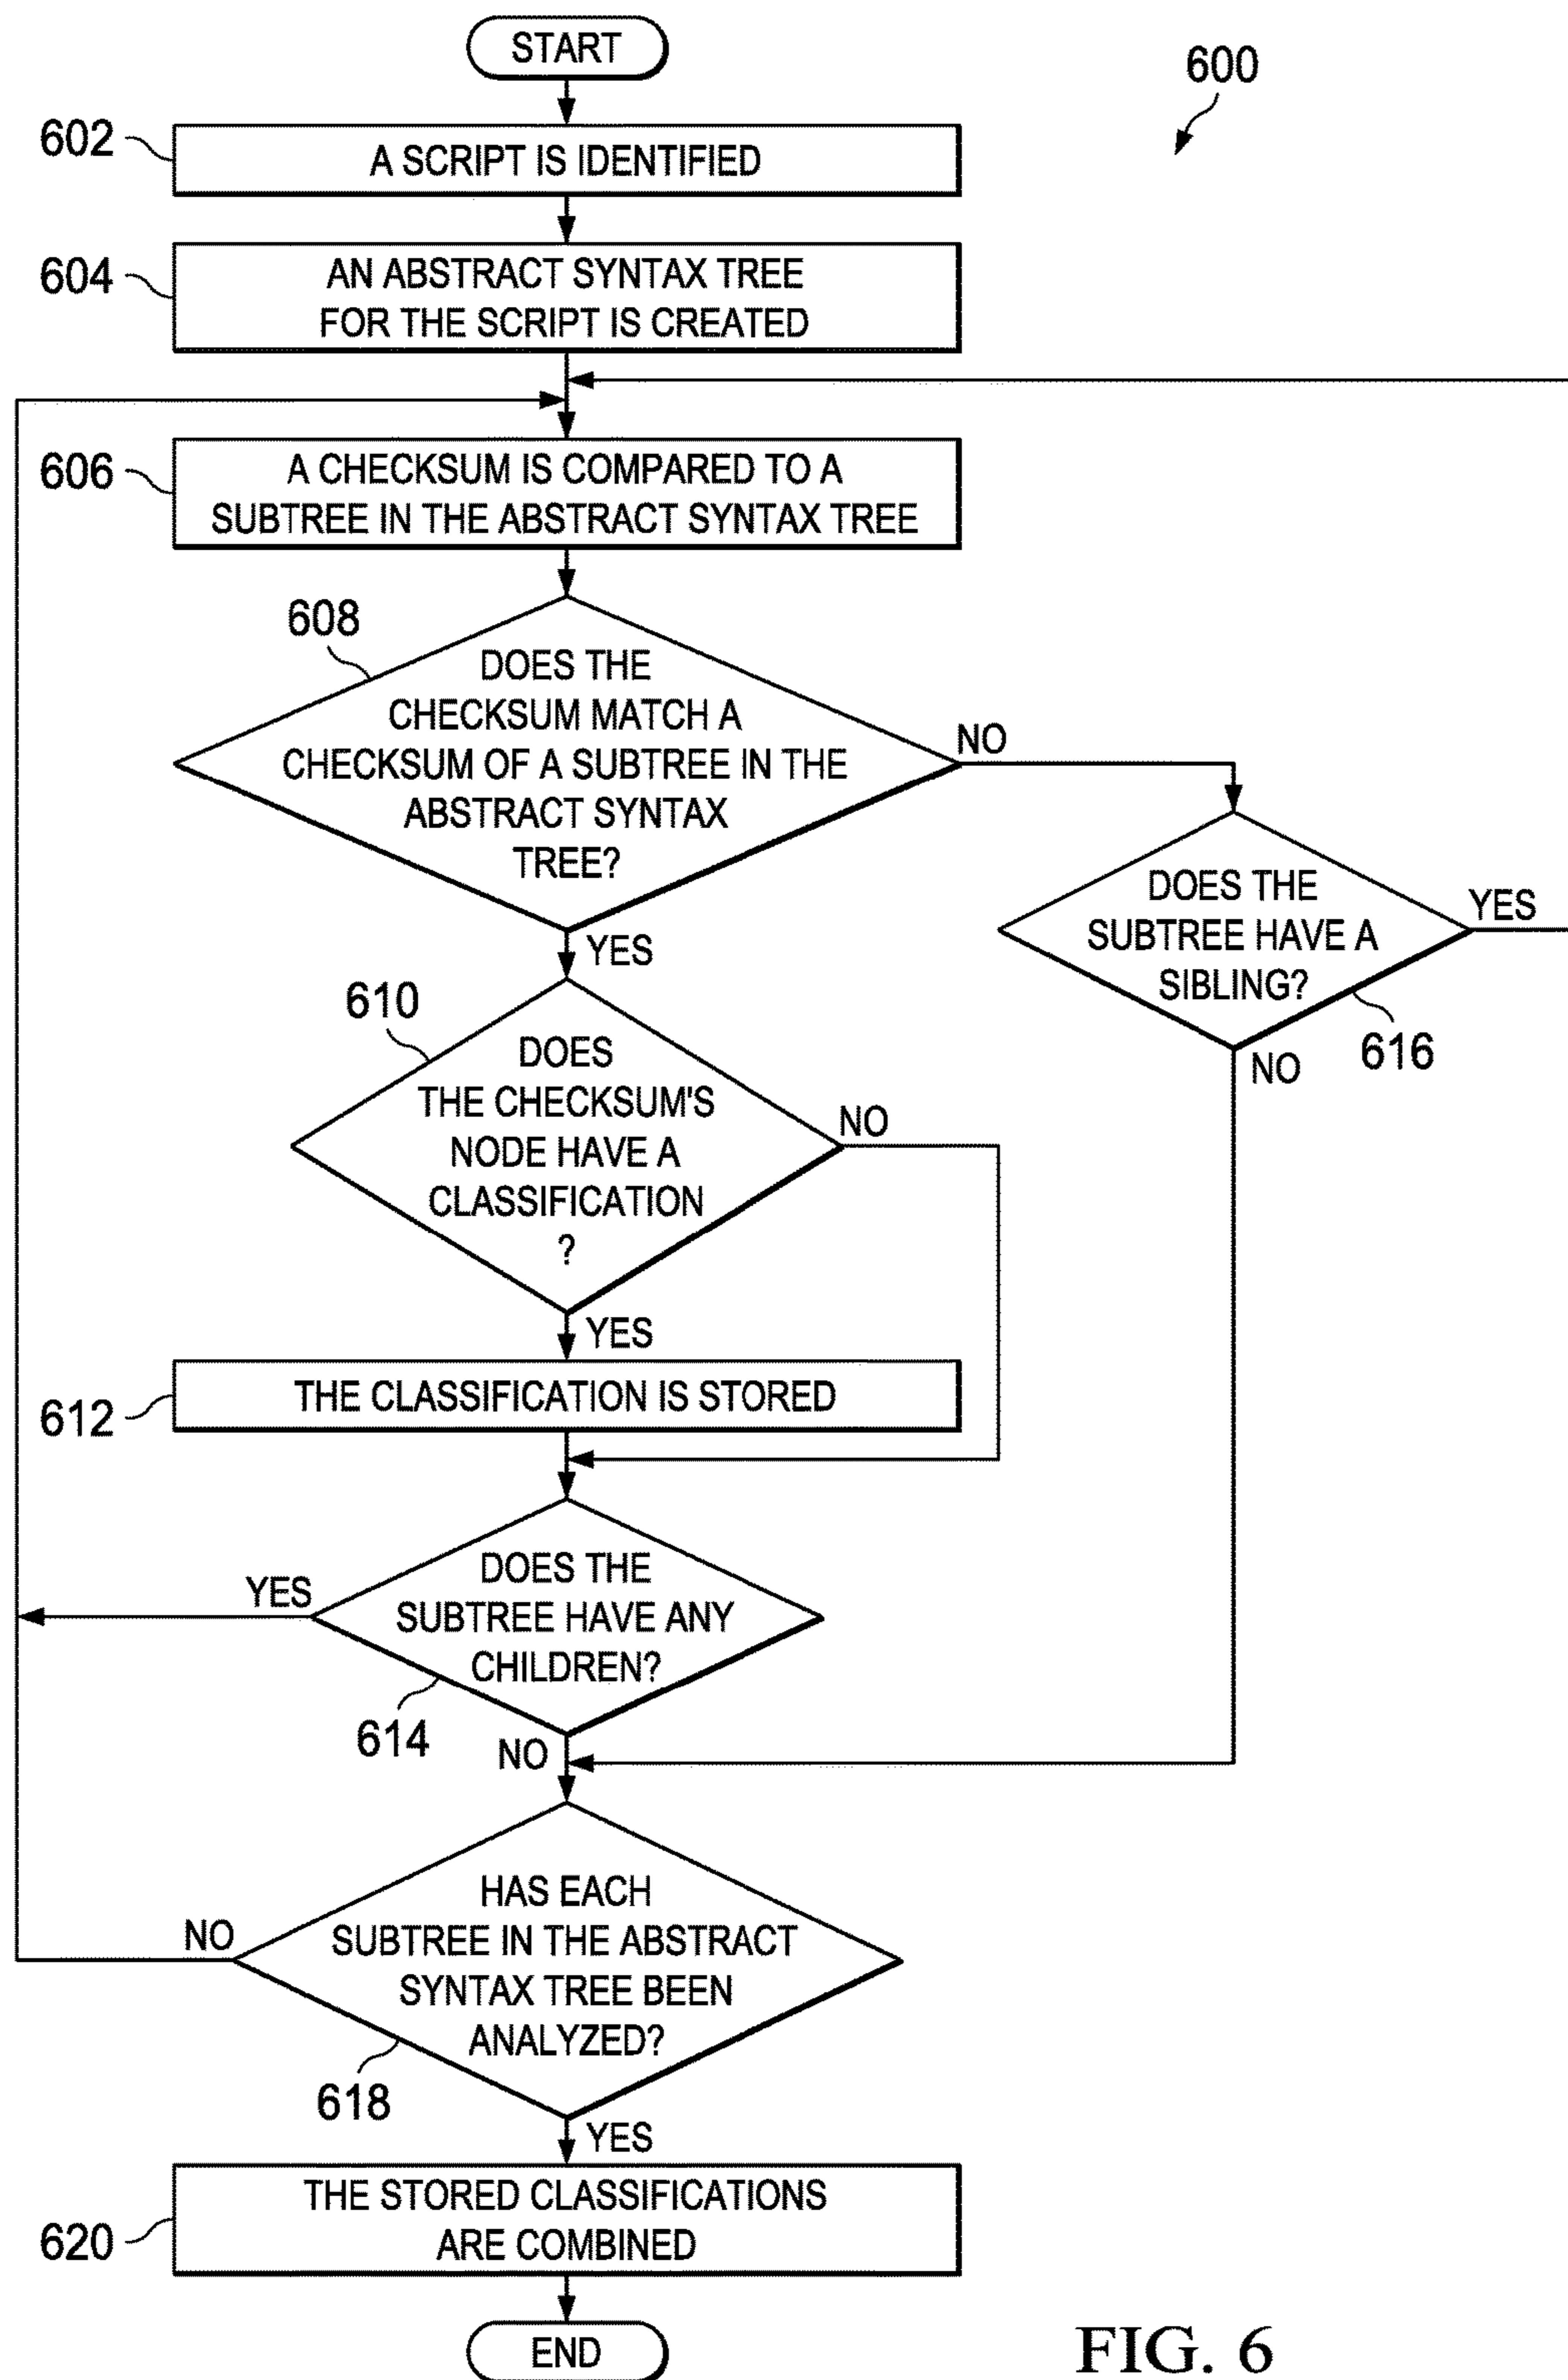 START
600
602
A SCRIPT IS IDENTIFIED
604
AN ABSTRACT SYNTAX TREE
FOR THE SCRIPT IS CREATED
606
A CHECKSUM IS COMPARED TO A
SUBTREE IN THE ABSTRACT SYNTAX TREE
608
DOES THE
CHECKSUM MATCH A
CHECKSUM OF A SUBTREE IN THE
ABSTRACT SYNTAX
TREE?
NO
YES
DOES THE
SUBTREE HAVE A
SIBLING?
YES
616
NO
610
DOES
THE CHECKSUM'S
NODE HAVE A
CLASSIFICATION
?
NO
YES
612
THE CLASSIFICATION IS STORED
DOES THE
SUBTREE HAVE ANY
CHILDREN?
YES
614
NO
HAS EACH
SUBTREE IN THE ABSTRACT
SYNTAX TREE BEEN
ANALYZED?
NO
618
YES
620
THE STORED CLASSIFICATIONS
ARE COMBINED
END
FIG. 6